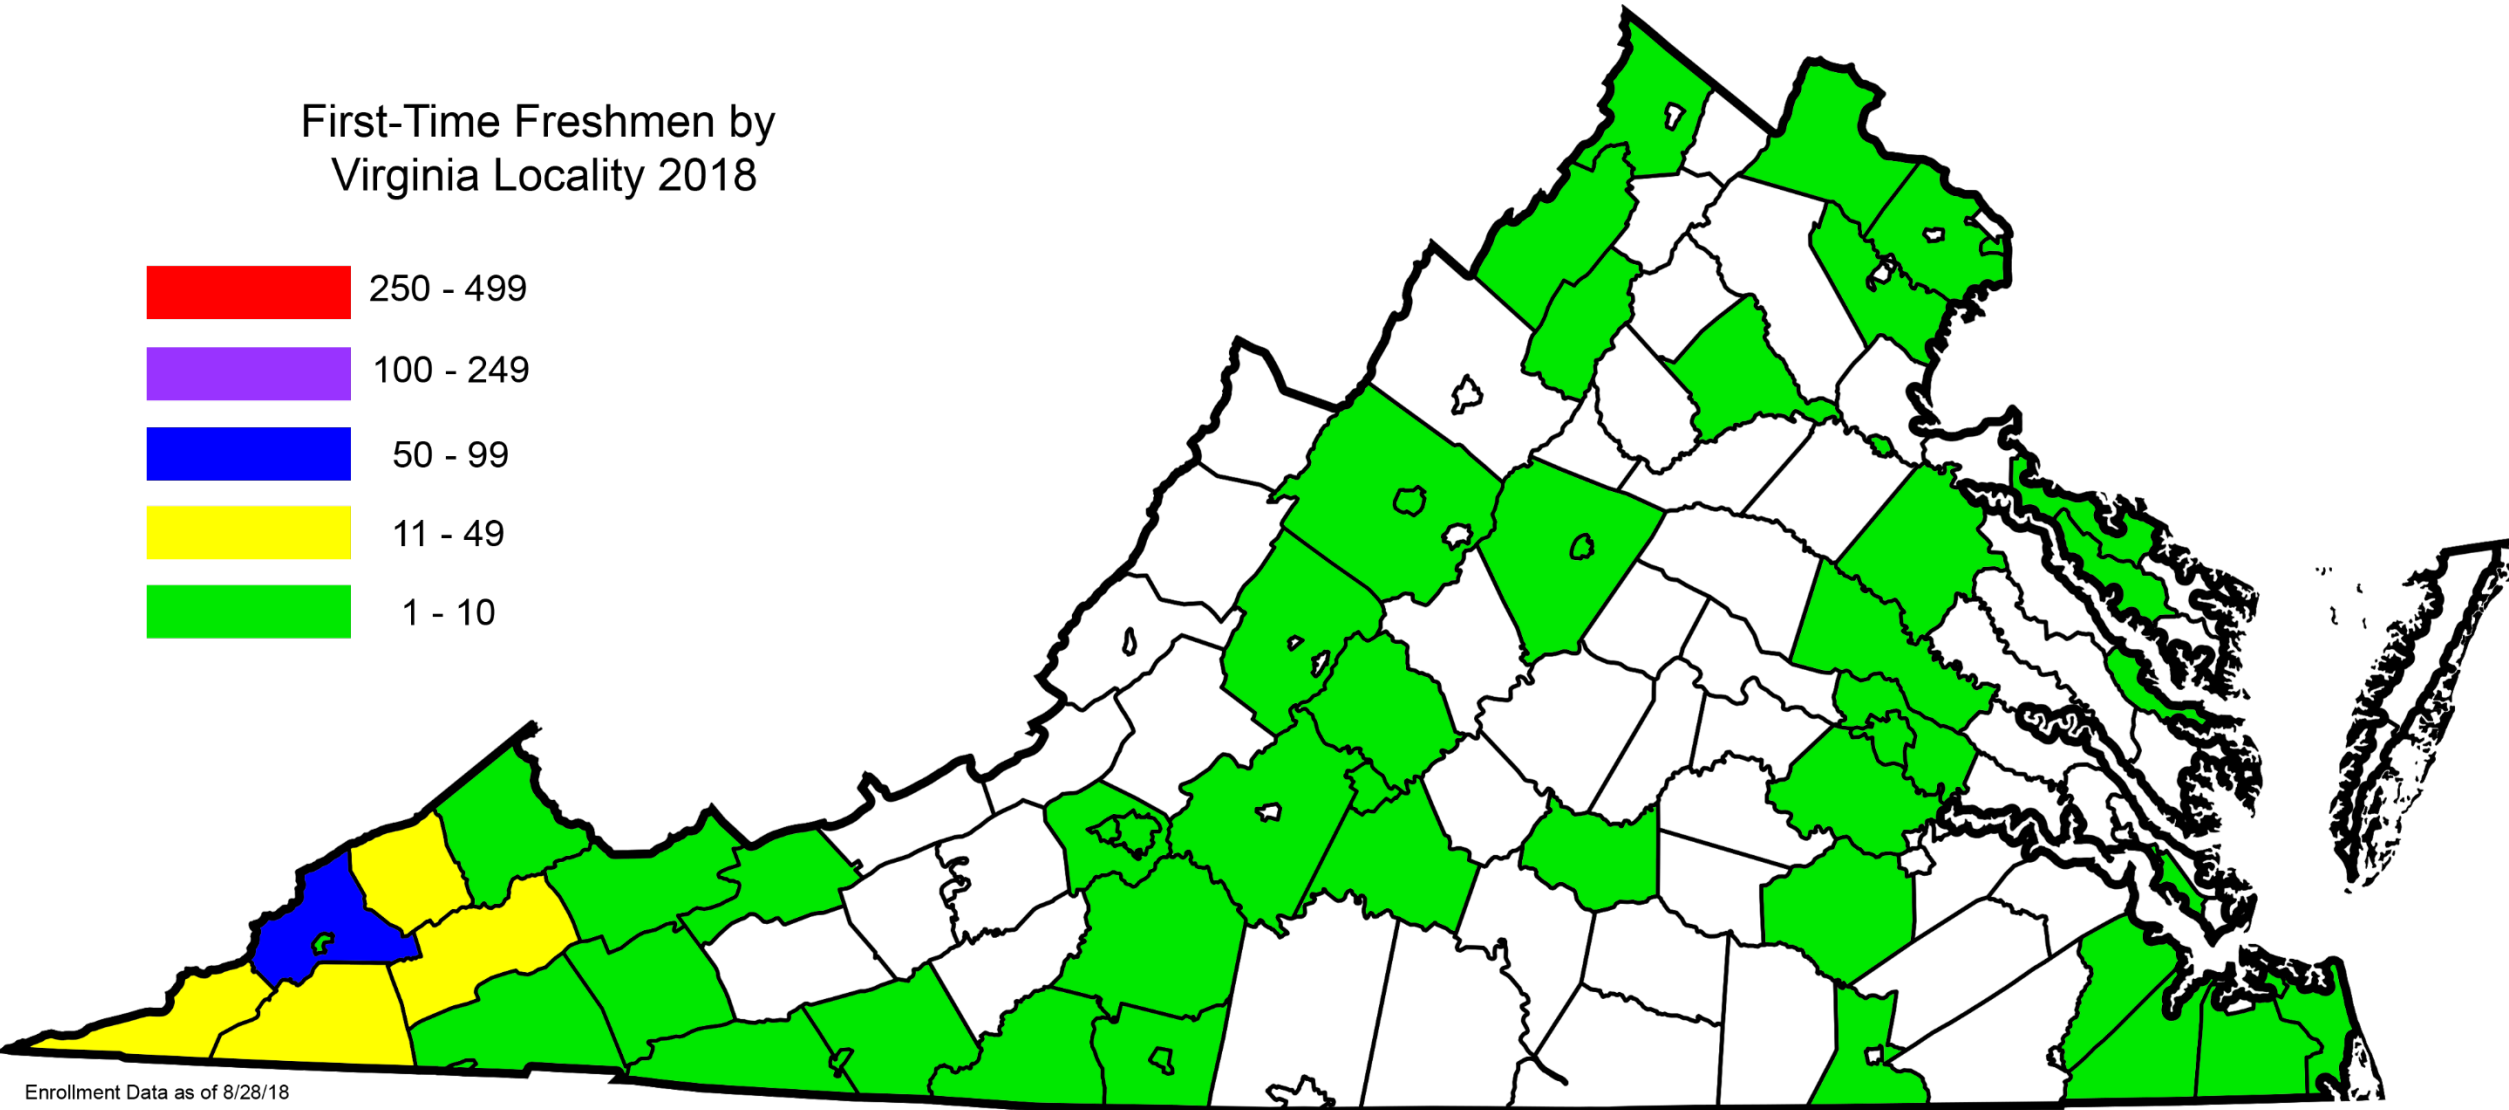 First-Time Freshmen by
Virginia Locality 2018
250 - 499
100 - 249
50 - 99
11 - 49
1 - 10
Enrollment Data as of 8/28/18